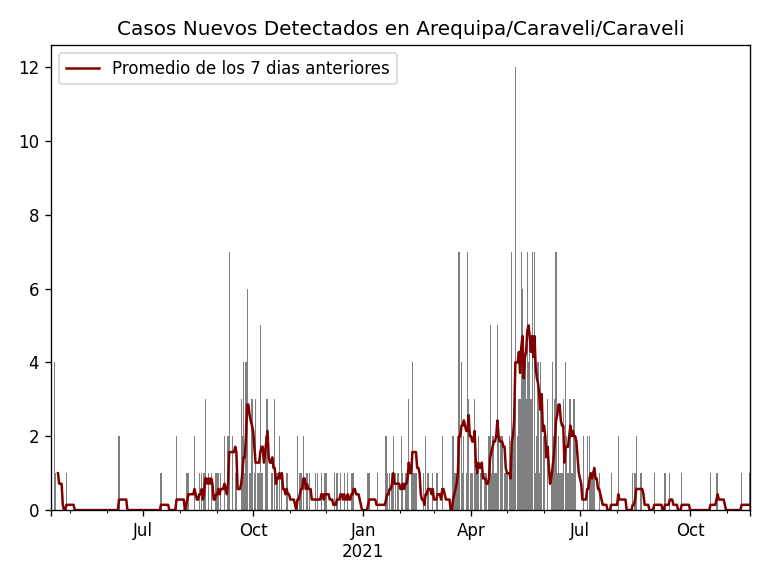 Casos Nuevos Detectados en Arequipa/Caraveli/Caraveli
Promedio de los 7 dias anteriores
12
10
8
6
4
2
0
Jul
Oct
Jan
2021
Apr
Jul
Oct